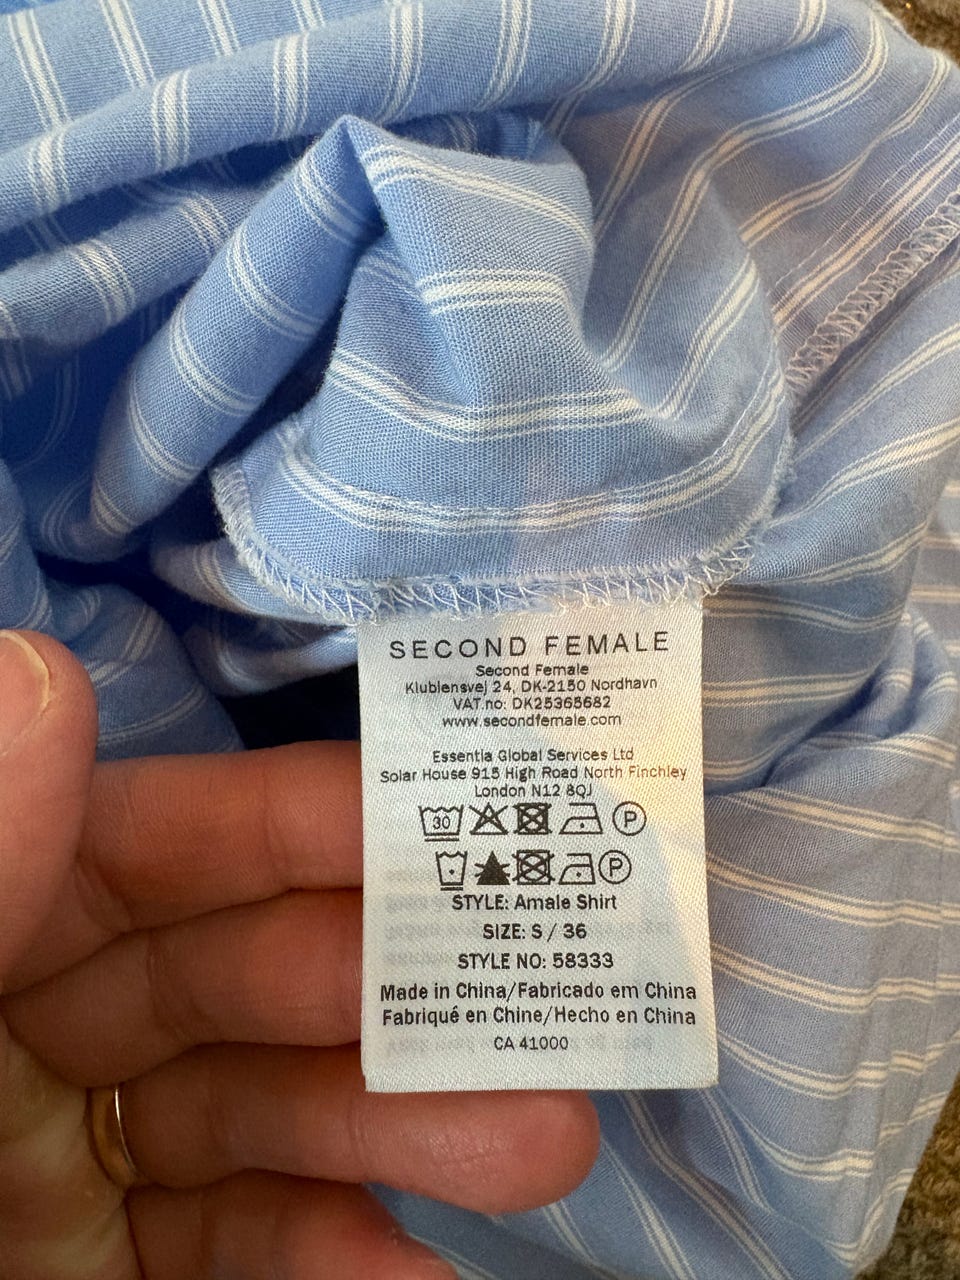 SECOND FEMALE
Second Female
Klublensvej 24, DK-2150 Nordhavn
VAT.no: DK25365682
www.secondfemale.com
Essentia Global Services Ltd
Solar House 915 High Road North Finchley
London N12 8QJ
30 P
P
STYLE: Amale Shirt
SIZE: S / 36
STYLE NO: 58333
Made in China/Fabricado em China
Fabriqué en Chine/Hecho en China
CA 41000